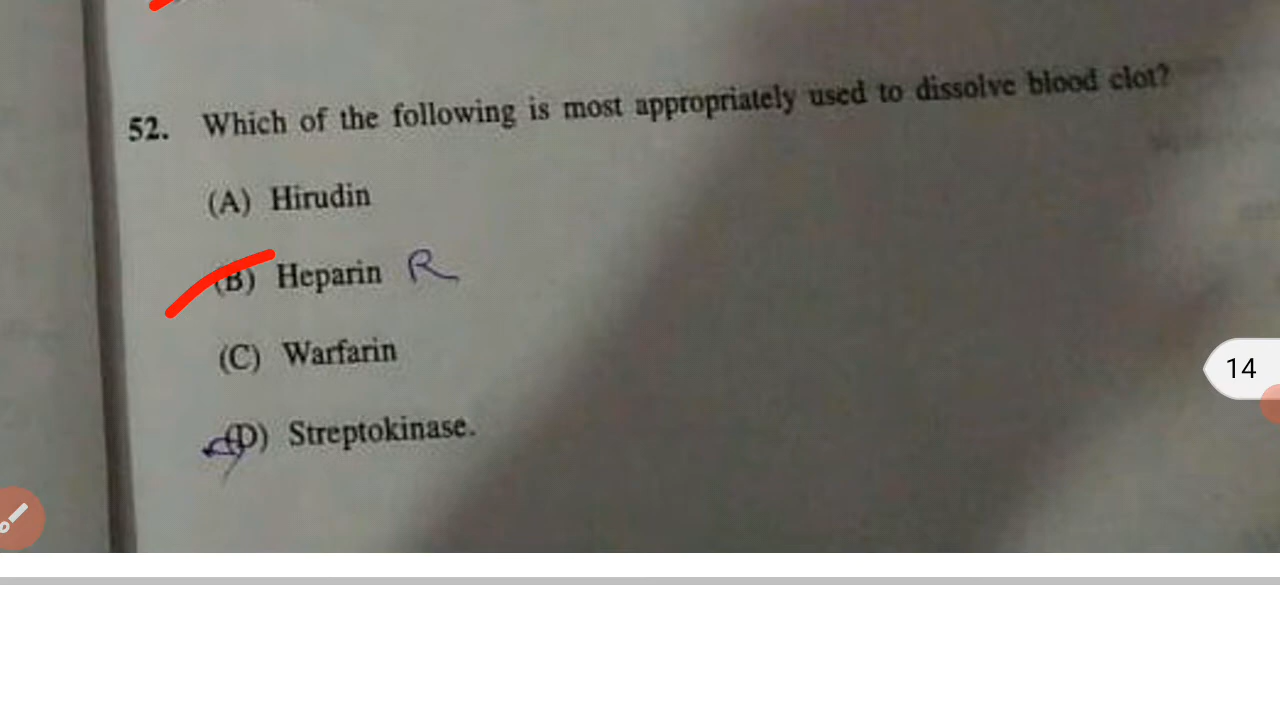 52. Which of the following is most appropriately used to dissolve blood clot?
(A) Hirudin
(B) Heparin R
(C) Warfarin
(D) Streptokinase.
14